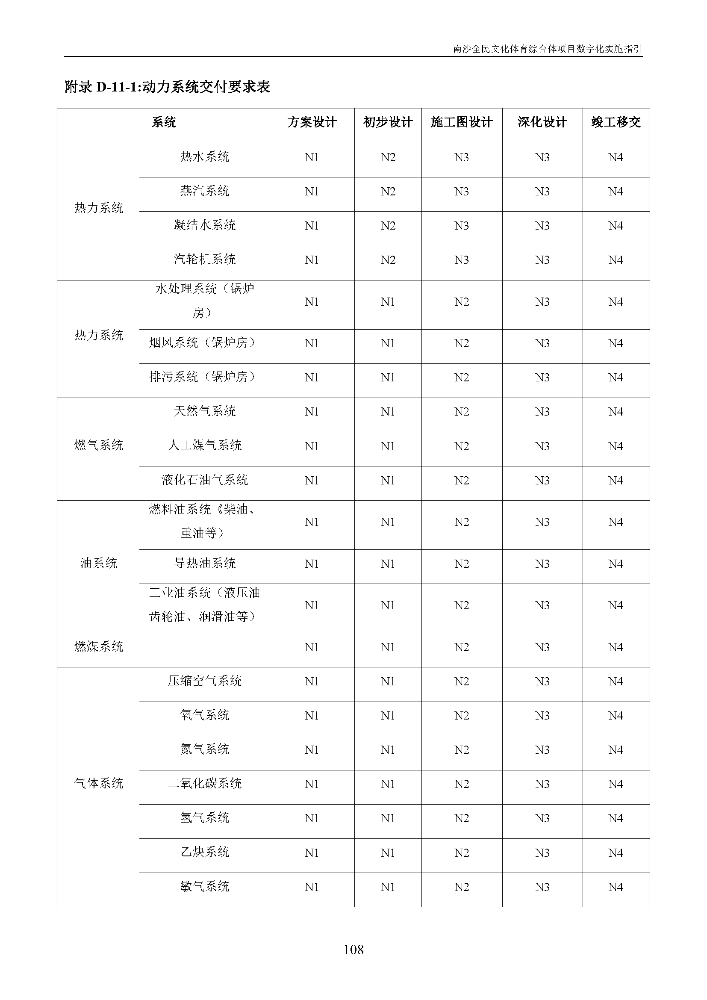 南沙全民文化体育综合体项目数字化实施指引
附录 D-11-1:动力系统交付要求表
系统 方案设计 初步设计 施工图设计 深化设计 竣工移交
热力系统 热水系统 N1 N2 N3 N3 N4
燕汽系统 N1 N2 N3 N3 N4
凝结水系统 N1 N2 N3 N3 N4
汽轮机系统 N1 N2 N3 N3 N4
热力系统 水处理系统（锅炉
房） N1 N1 N2 N3 N4
烟风系统（锅炉房） N1 N1 N2 N3 N4
排污系统（锅炉房） N1 N1 N2 N3 N4
燃气系统 天然气系统 N1 N1 N2 N3 N4
人工煤气系统 N1 N1 N2 N3 N4
液化石油气系统 N1 N1 N2 N3 N4
油系统 燃料油系统《柴油、
重油等） N1 N1 N2 N3 N4
导热油系统 N1 N1 N2 N3 N4
工业油系统（液压油
齿轮油、润滑油等） N1 N1 N2 N3 N4
燃煤系统 N1 N1 N2 N3 N4
气体系统 压缩空气系统 N1 N1 N2 N3 N4
氧气系统 N1 N1 N2 N3 N4
氮气系统 N1 N1 N2 N3 N4
二氧化碳系统 N1 N1 N2 N3 N4
氢气系统 N1 N1 N2 N3 N4
乙炔系统 N1 N1 N2 N3 N4
敏气系统 N1 N1 N2 N3 N4
108